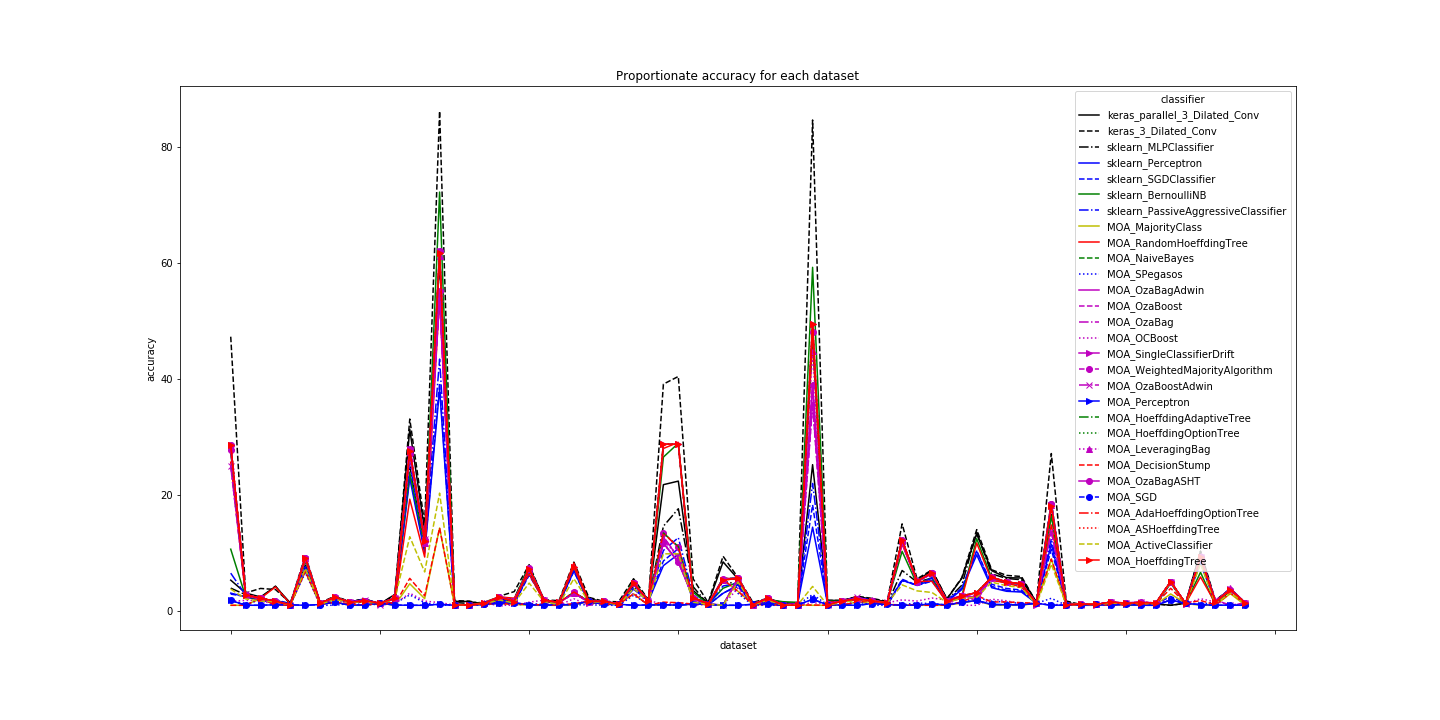 Proportionate accuracy for each dataset
classifier
keras_parallel_3_Dilated_Conv
keras_3_Dilated_Conv
sklearn_MLPClassifier
sklearn_Perceptron
sklearn_SGDClassifier
sklearn_BernoulliNB
sklearn_PassiveAggressiveClassifier
MOA_MajorityClass
MOA_RandomHoeffdingTree
MOA_NaiveBayes
MOA_SPegasos
MOA_OzaBagAdwin
MOA_OzaBoost
MOA_OzaBag
MOA_OCBoost
MOA_SingleClassifierDrift
MOA_WeightedMajorityAlgorithm
MOA_OzaBoostAdwin
MOA_Perceptron
MOA_HoeffdingAdaptiveTree
MOA_HoeffdingOptionTree
MOA_LeveragingBag
MOA_DecisionStump
MOA_OzaBagASHT
MOA_SGD
MOA_AdaHoeffdingOptionTree
MOA_ASHoeffdingTree
MOA_ActiveClassifier
MOA_HoeffdingTree
80
60
40
20
0
accuracy
dataset